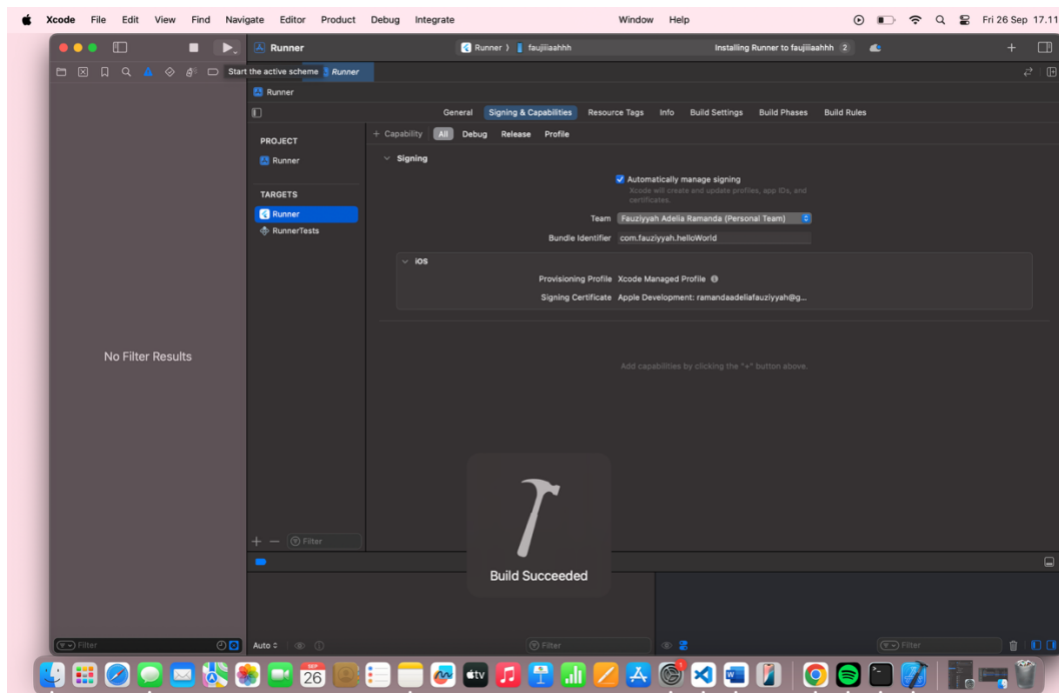 Xcode File Edit View Find Navigate Editor Product Debug Integrate Window Help Fri 26 Sep 17.11
Runner Runner faujiiaahhh Installing Runner to faujiiiaahhh 2
Start the active scheme Runner
Runner
General Signing & Capabilities Resource Tags Info Build Settings Build Phases Build Rules
+ Capability All Debug Release Profile
PROJECT
Runner
TARGETS
Runner
RunnerTests
Signing
Automatically manage signing
Xcode will create and update profiles, app IDs, and
certificates.
Team Fauziyyah Adelia Ramanda (Personal Team)
Bundle Identifier com.fauziyyah.helloWorld
iOS
Provisioning Profile Xcode Managed Profile
Signing Certificate Apple Development: ramandaadeliafauziyyah@g...
Add capabilities by clicking the "+" button above.
No Filter Results
Filter
Build Succeeded
Filter Auto Filter Filter
SEP
26
tv